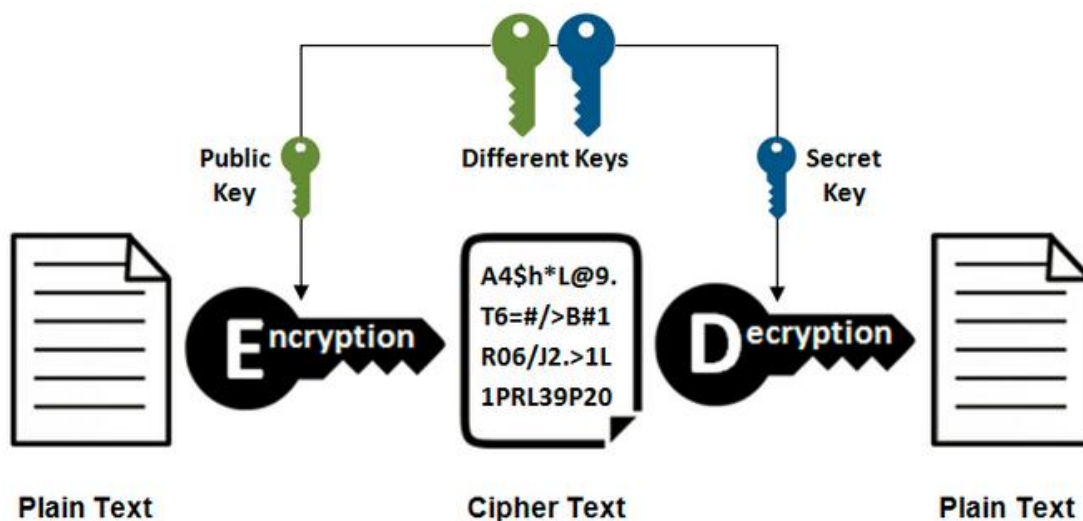 Public
Key
Different Keys
Secret
Key
Encryption
A4$h*L@9.
T6=#/>B#1
R06/J2.>1L
1PRL39P20
Decryption
Plain Text
Cipher Text
Plain Text